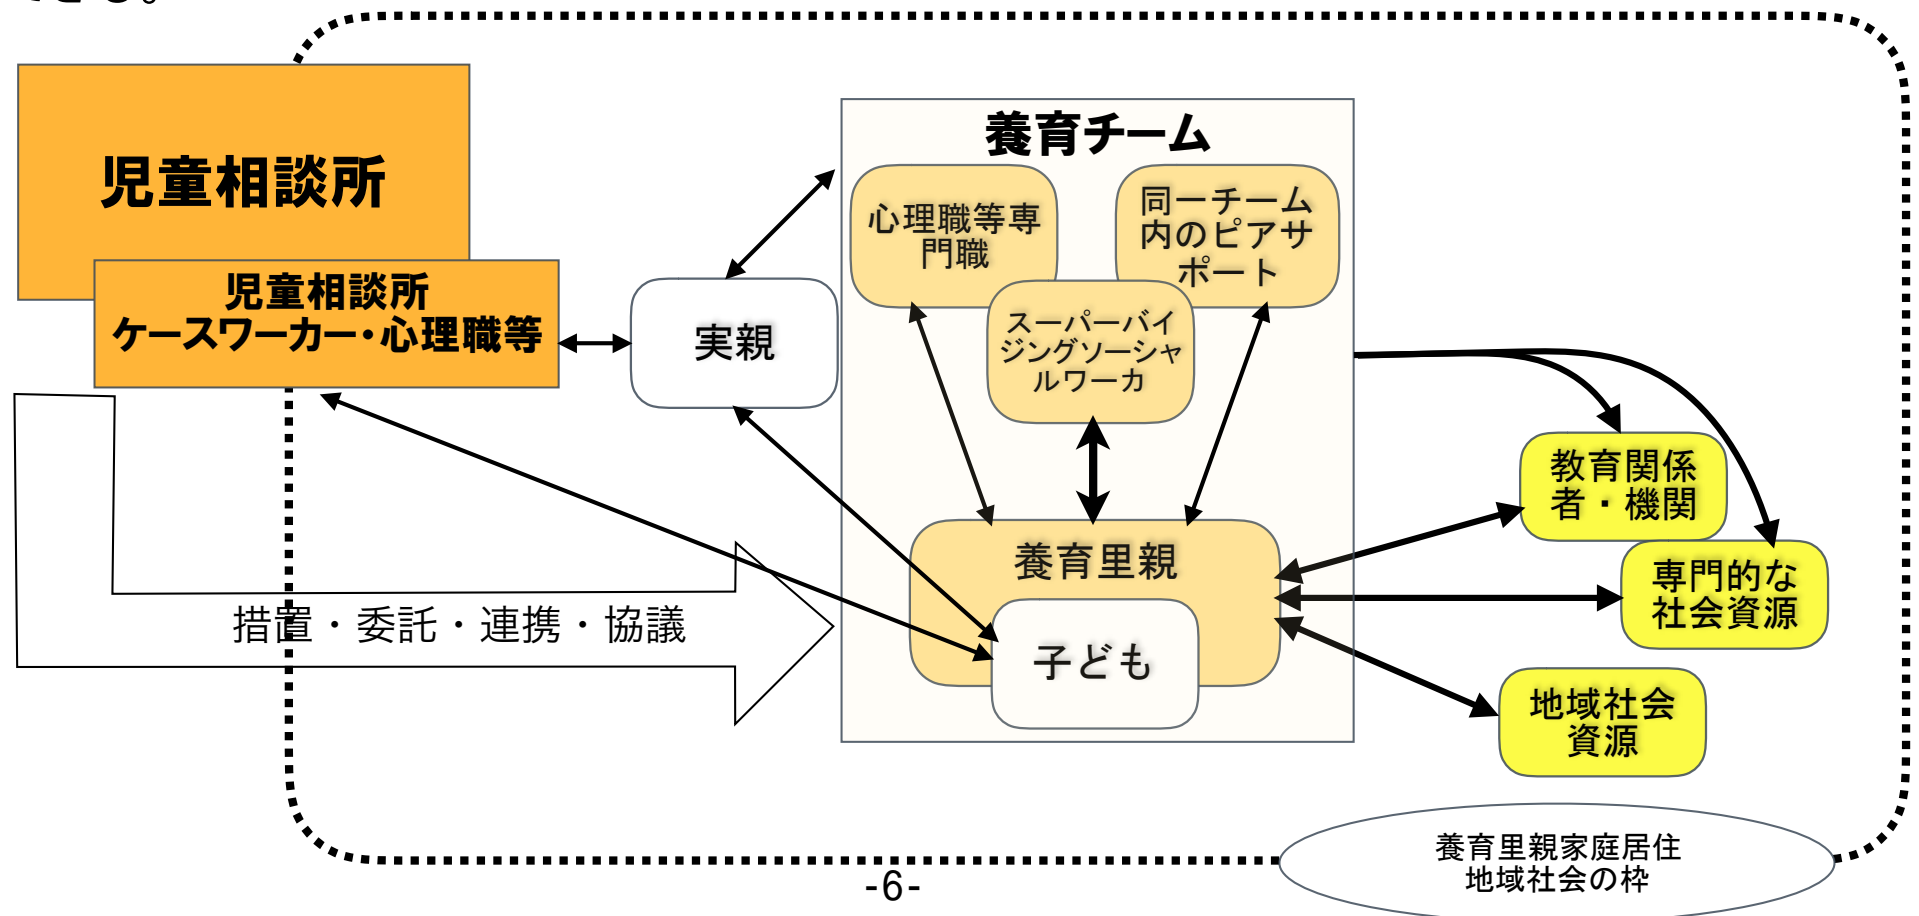 児童相談所
児童相談所
ケースワーカー・心理職等
実親
養育チーム
心理職等専
門職
同一チーム
内のピアサ
ポート
スーパーバイ
ジングソーシャ
ルワーカ
養育里親
子ども
措置・委託・連携・協議
教育関係
者・機関
専門的な
社会資源
地域社会
資源
養育里親家庭居住
地域社会の枠
-6-